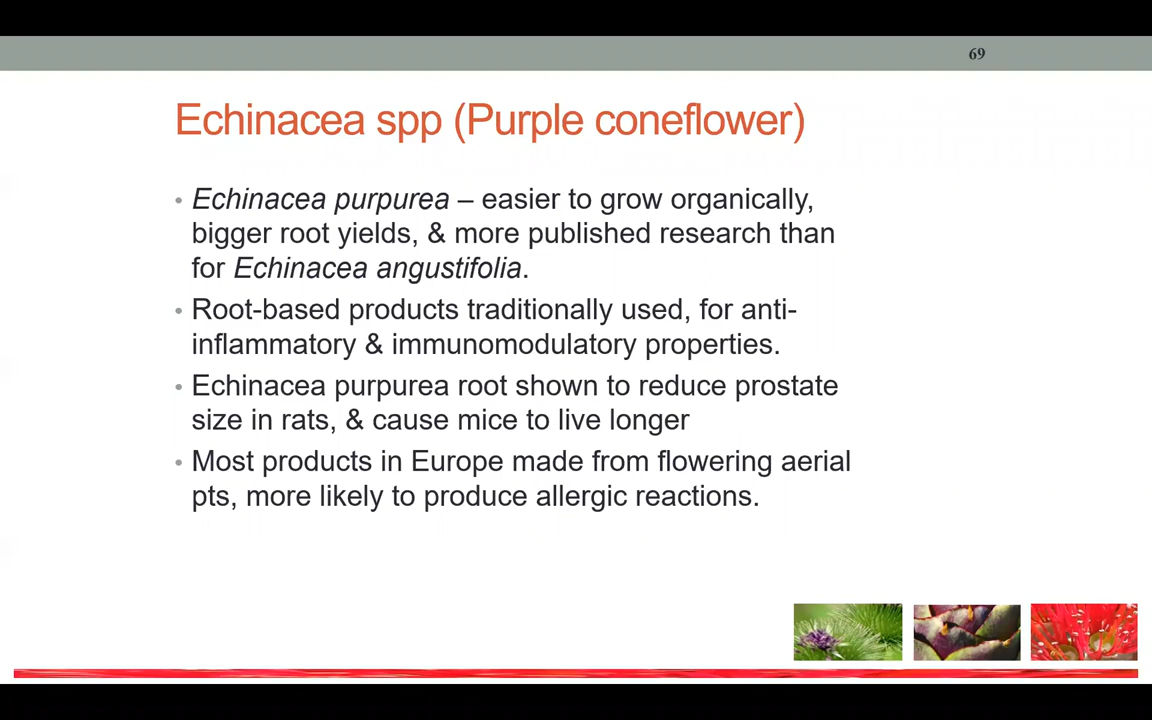 69
Echinacea spp (Purple coneflower)
• Echinacea purpurea – easier to grow organically,
bigger root yields, & more published research than
for Echinacea angustifolia.
• Root-based products traditionally used, for anti-
inflammatory & immunomodulatory properties.
• Echinacea purpurea root shown to reduce prostate
size in rats, & cause mice to live longer
• Most products in Europe made from flowering aerial
pts, more likely to produce allergic reactions.